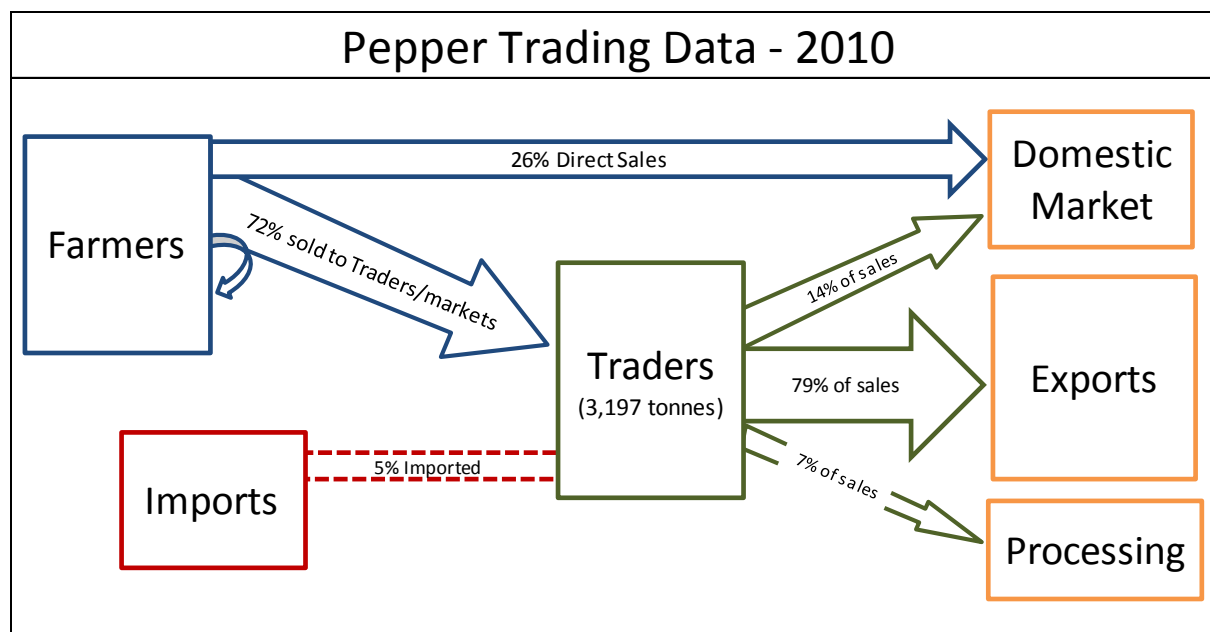 Pepper Trading Data - 2010
Farmers
26% Direct Sales
Domestic
Market
72% sold to Traders/markets
14% of sales
Traders
(3,197 tonnes)
79% of sales
Exports
Imports
5% Imported
7% of sales
Processing